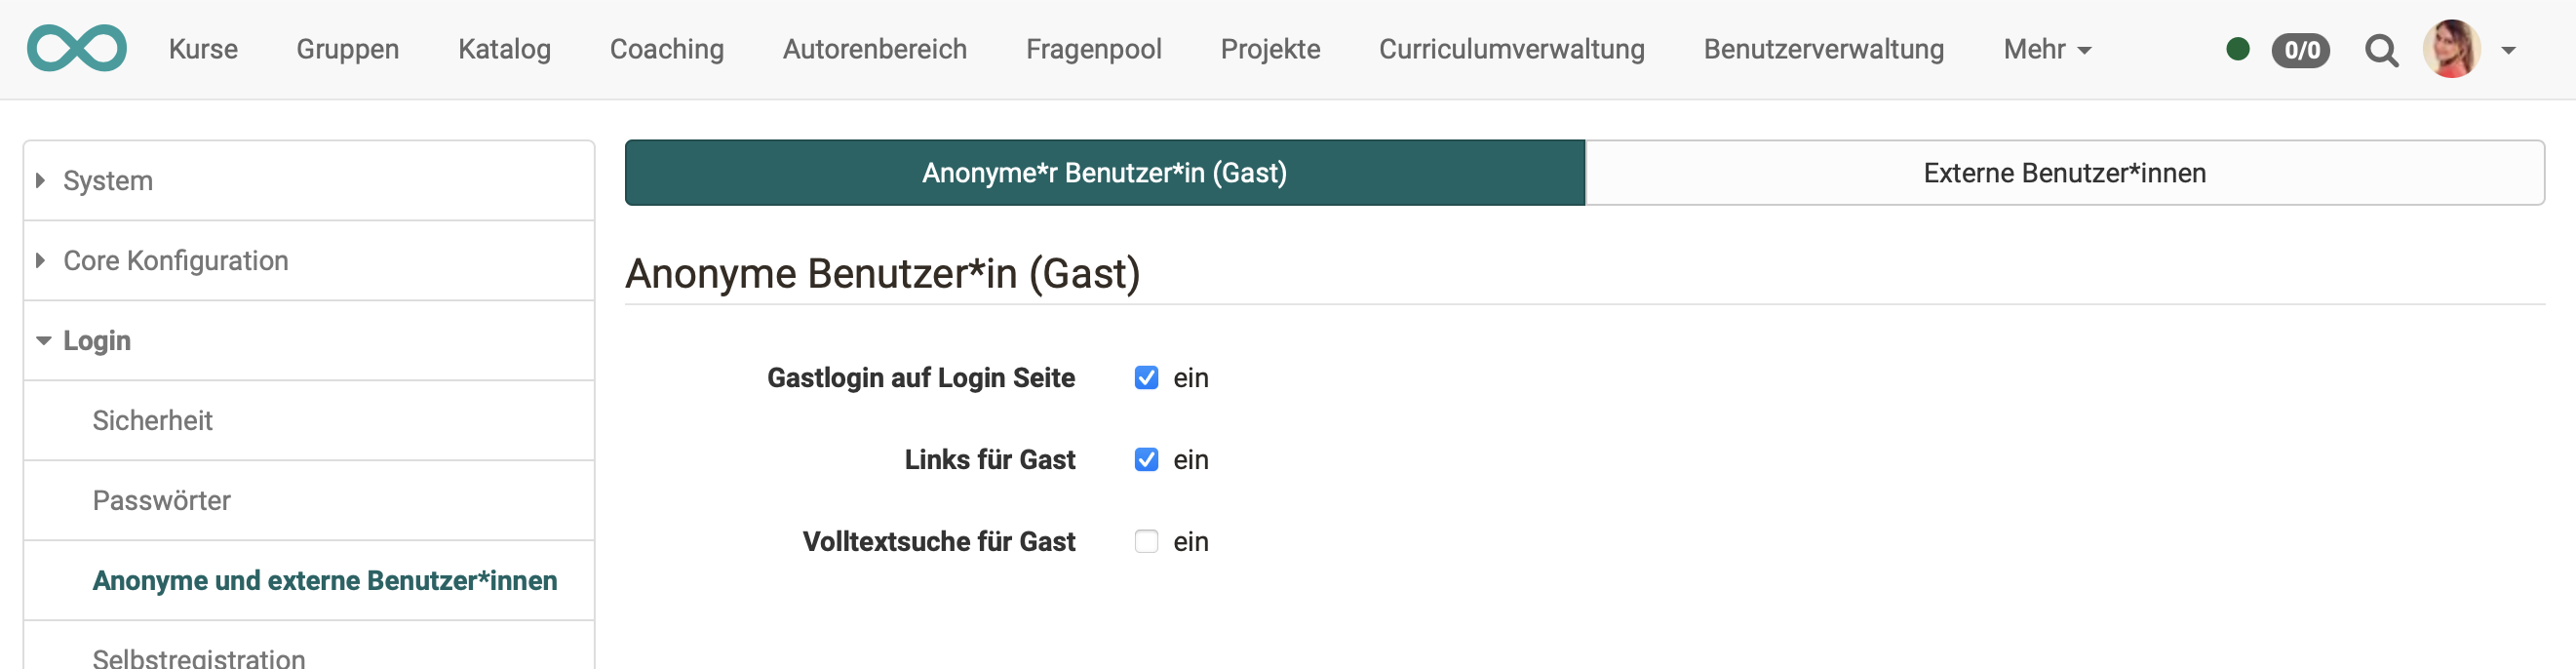 Kurse Gruppen Katalog Coaching Autorenbereich Fragenpool Projekte Curriculumverwaltung Benutzerverwaltung Mehr 0/0
System
Core Konfiguration
Login
Sicherheit
Passwörter
Anonyme und externe Benutzer*innen
Selbstregistration
Anonyme*r Benutzer*in (Gast) Externe Benutzer*innen
Anonyme Benutzer*in (Gast)
Gastlogin auf Login Seite ein
Links für Gast ein
Volltextsuche für Gast ein